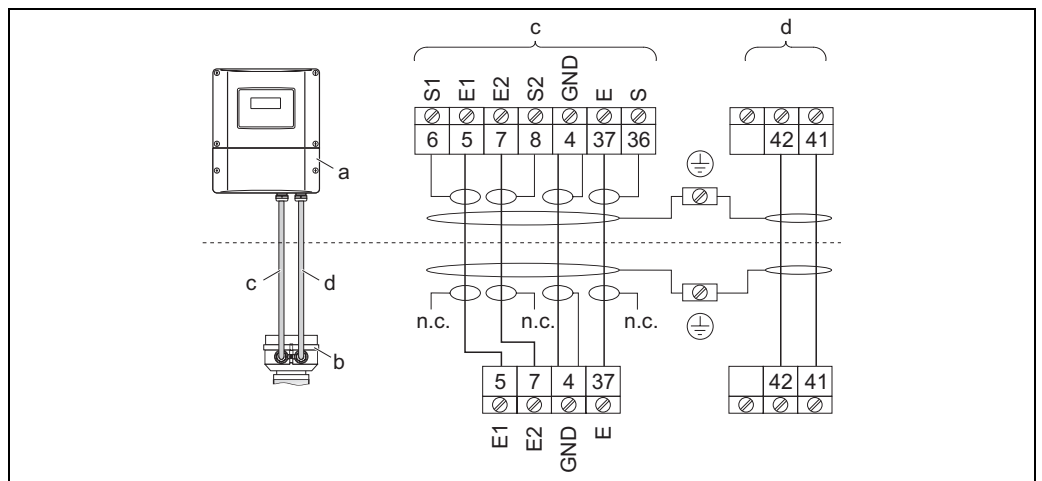 c d
S1 E1 E2 S2 GND E S
6 5 7 8 4 37 36 42 41
a
c d
n.c. n.c. n.c.
b
5 7 4 37 42 41
E1 E2 GND E